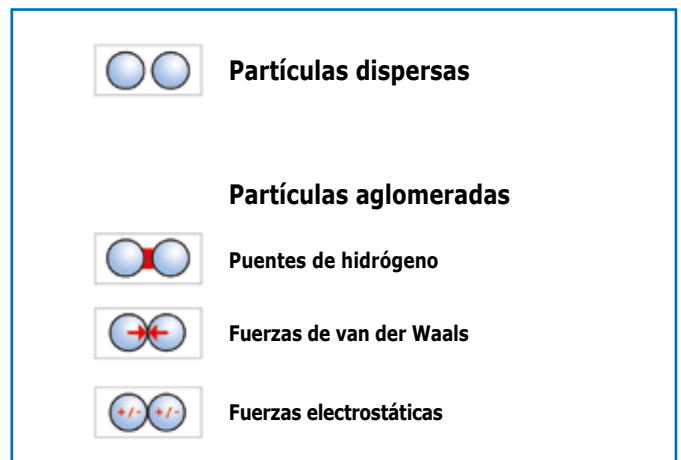 Partículas dispersas
Partículas aglomeradas
Puentes de hidrógeno
Fuerzas de van der Waals
+/- +/- Fuerzas electrostáticas